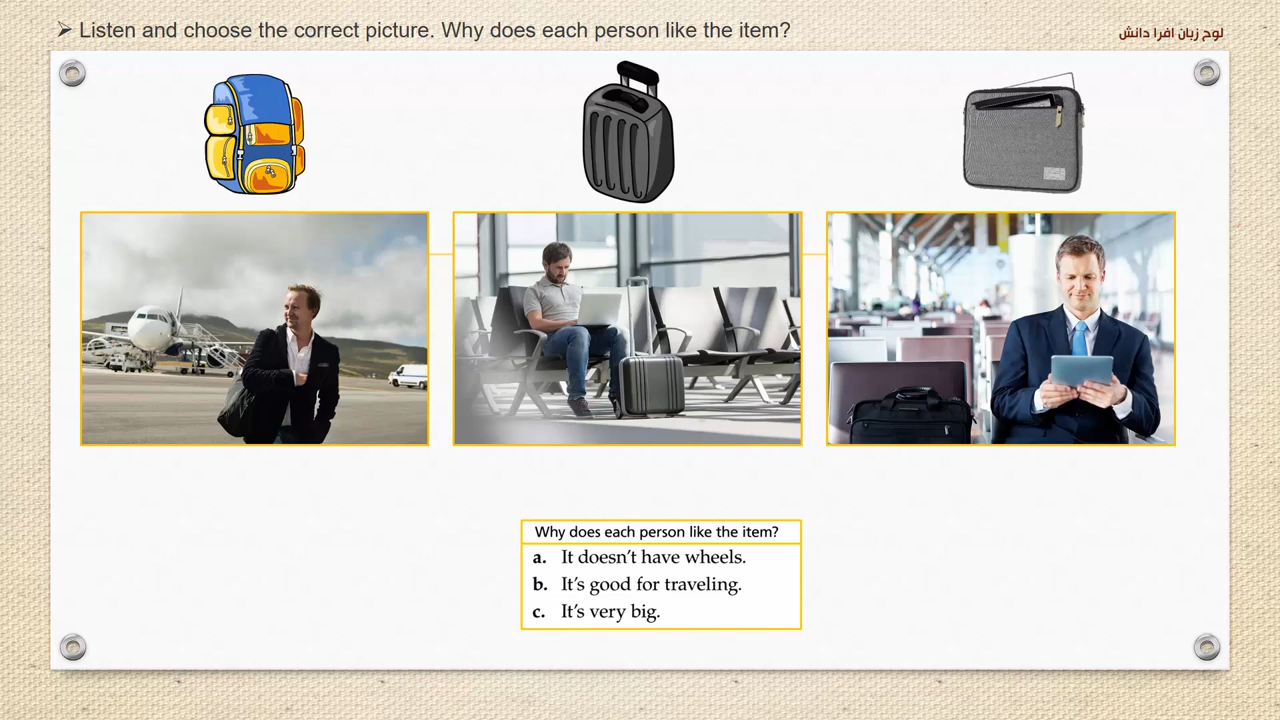 ➢ Listen and choose the correct picture. Why does each person like the item?
لوح زبان افرا دانش
Why does each person like the item?
a. It doesn't have wheels.
b. It's good for traveling.
c. It's very big.